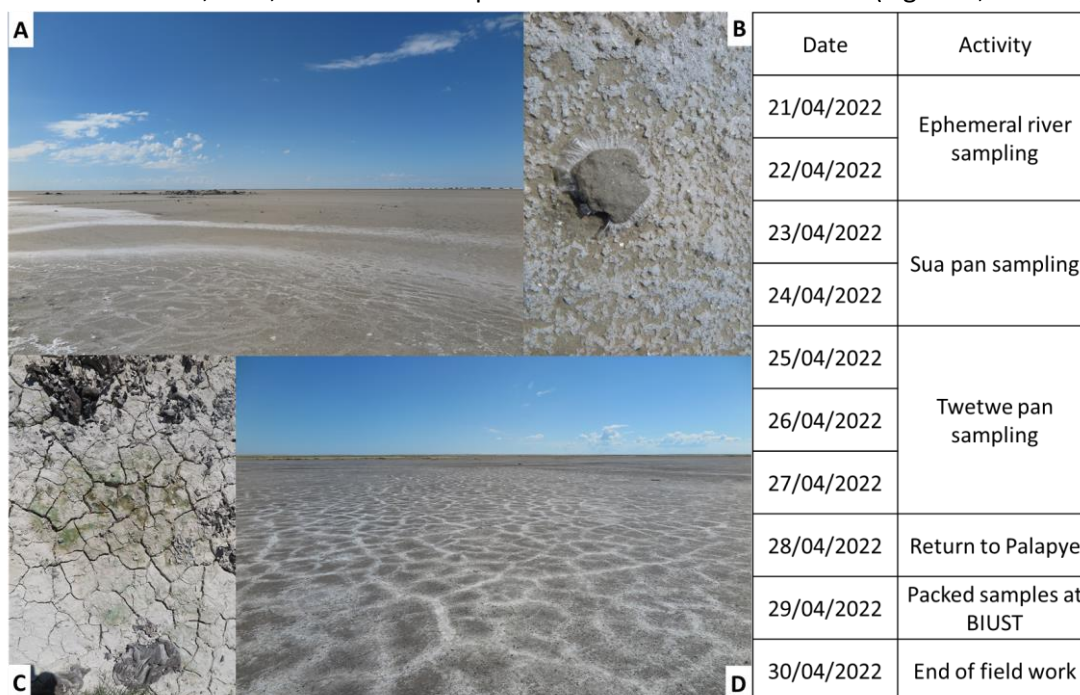 A
B
Date Activity
21/04/2022
22/04/2022
Ephemeral river
sampling
23/04/2022
24/04/2022
Sua pan sampling
25/04/2022
26/04/2022
27/04/2022
Twetwe pan
sampling
28/04/2022 Return to Palapye
29/04/2022
Packed samples at
BIUST
30/04/2022 End of field work
C
D